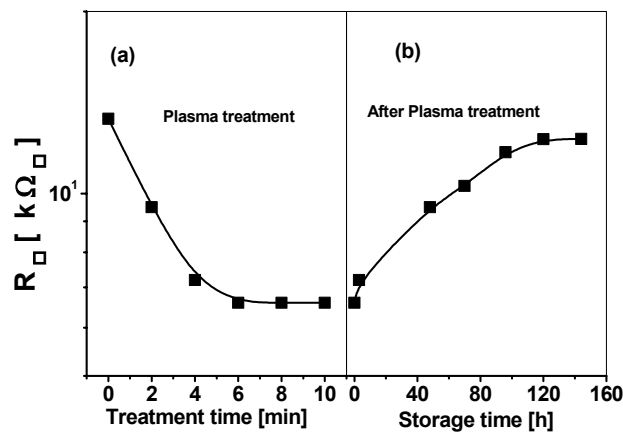 (a)
(b)
Plasma treatment
After Plasma treatment
R□ [ kΩ□]
10¹
0 2 4 6 8 10 0 40 80 120 160
Treatment time [min]
Storage time [h]